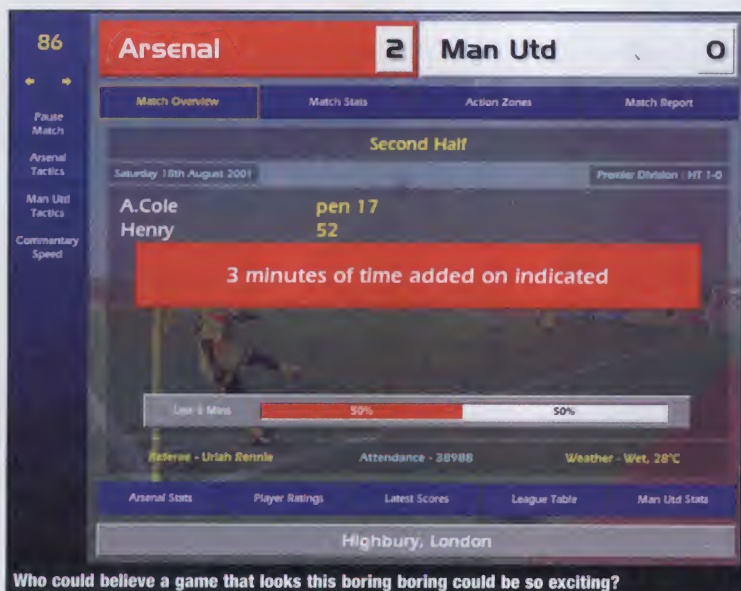 86
Arsenal 2 Man Utd 0
Match Overview Match Stats Action Zones Match Report
Pause
Match
Arsenal
Tactics
Man Utd
Tactics
Commentary
Speed
Second Half
Saturday 18th August 2001 Premier Division : HT 1-0
A.Cole pen 17
Henry 52
3 minutes of time added on indicated
Last 5 Mins 50% 50%
Referee - Uriah Rennie Attendance - 38988 Weather - Wet, 28°C
Arsenal Stats Player Ratings Latest Scores League Table Man Utd Stats
Highbury, London
Who could believe a game that looks this boring boring could be so exciting?